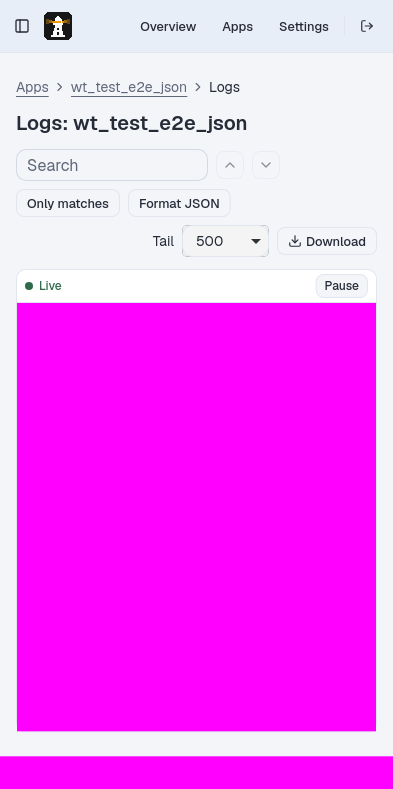 Overview Apps Settings
Apps > wt_test_e2e_json > Logs
Logs: wt_test_e2e_json
Search
Only matches Format JSON
Tail 500 Download
Live Pause